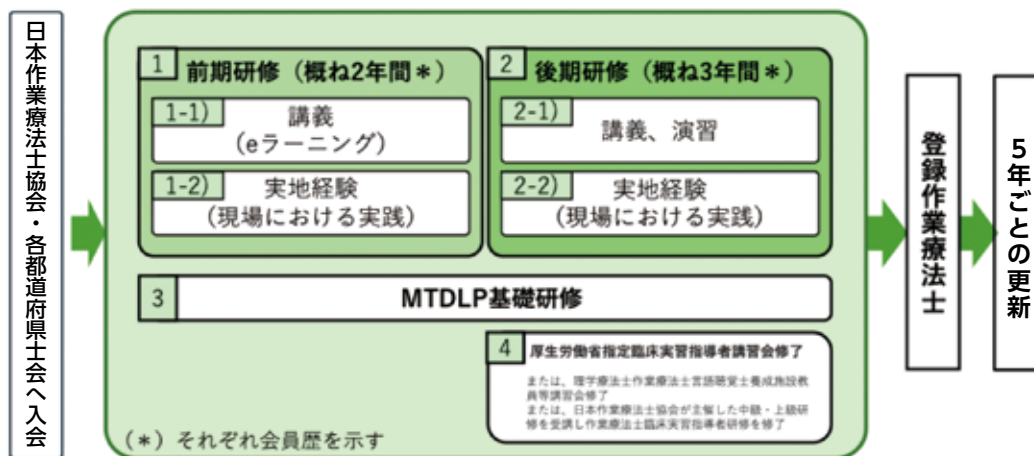 日本作業療法士協会・各都道府県士会へ入会
1 前期研修（概ね2年間＊）
1-1) 講義
(eラーニング)
1-2) 実地経験
(現場における実践)
2 後期研修（概ね3年間＊）
2-1) 講義、演習
2-2) 実地経験
(現場における実践)
3 MTDLP基礎研修
4 厚生労働省指定臨床実習指導者講習会修了
または、理学療法士作業療法士言語聴覚士養成施設教
員等講習会修了
または、日本作業療法士協会が主催した中級・上級研
修を受講し作業療法士臨床実習指導者研修を修了
(＊) それぞれ会員歴を示す
登録作業療法士
５年ごとの更新